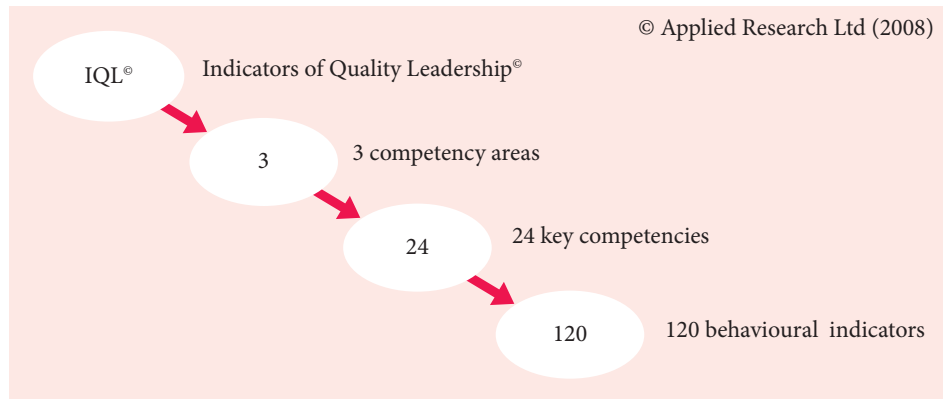 © Applied Research Ltd (2008)
IQL© Indicators of Quality Leadership©
3 3 competency areas
24 24 key competencies
120 120 behavioural indicators